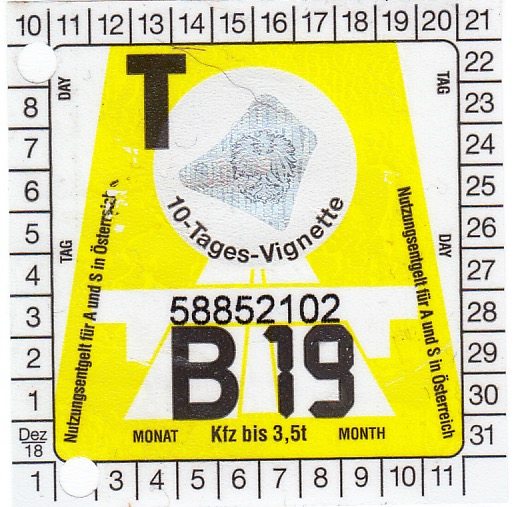 10 11 12 13 14 15 16 17 18 19 20 21
DAY
T
TAG
22
8
23
7
24
6
25
5
26
4
27
3
28
2
29
1
30
Dez
18
31
TAG
DAY
10-Tages-Vignette
Nutzungsentgelt für A und S in Österreich
Nutzungsentgelt für A und S in Österreich
58852102
B 19
MONAT Kfz bis 3,5t MONTH
1 3 4 5 6 7 8 9 10 11